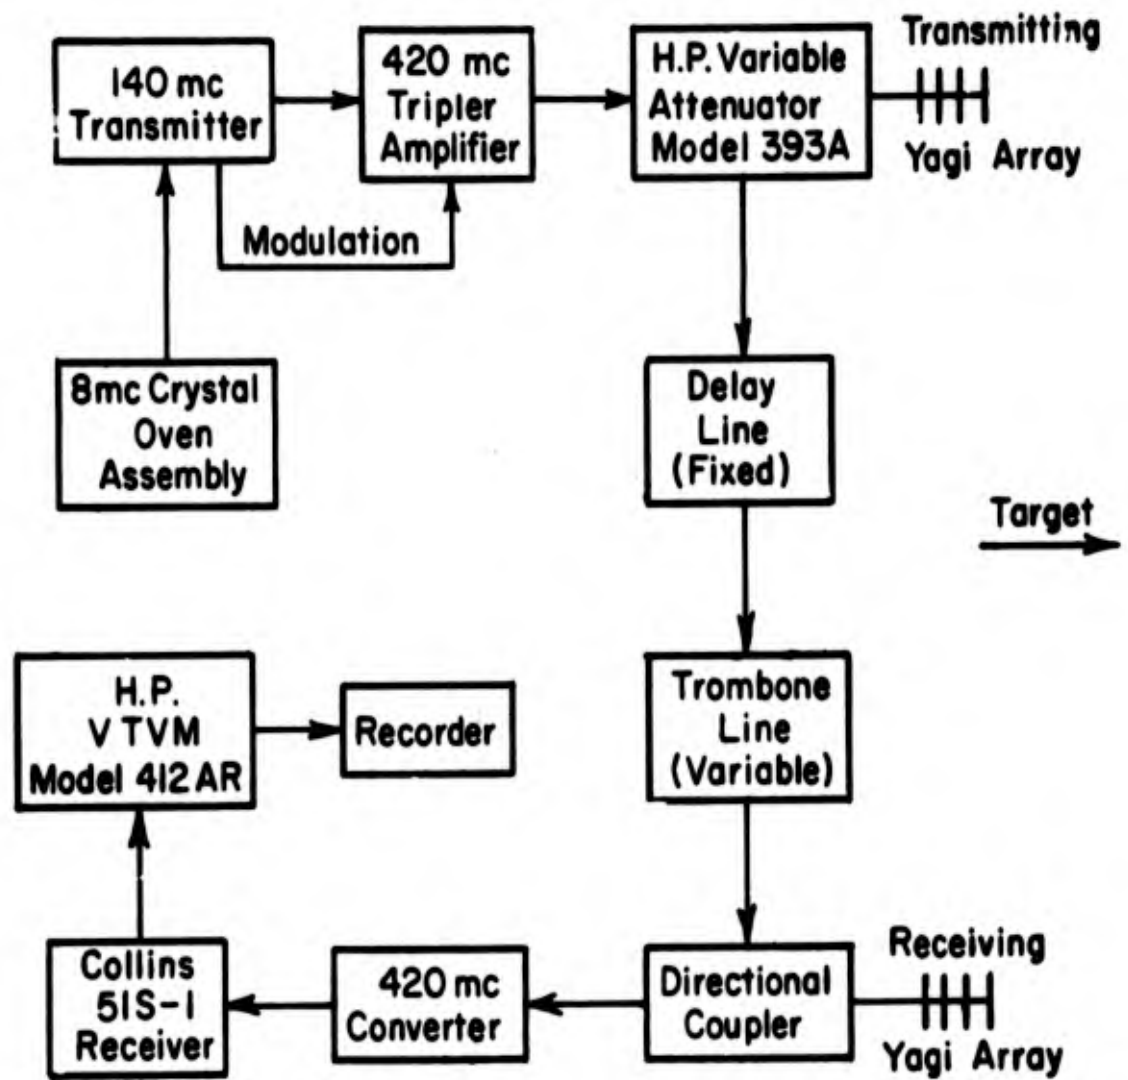 140 mc
Transmitter
420 mc
Tripler
Amplifier
H.P. Variable
Attenuator
Model 393A
Transmitting
Yagi Array
Modulation
8mc Crystal
Oven
Assembly
Delay
Line
(Fixed)
Target
H.P.
VTVM
Model 412AR
Recorder
Trombone
Line
(Variable)
Collins
51S-1
Receiver
420 mc
Converter
Directional
Coupler
Receiving
Yagi Array